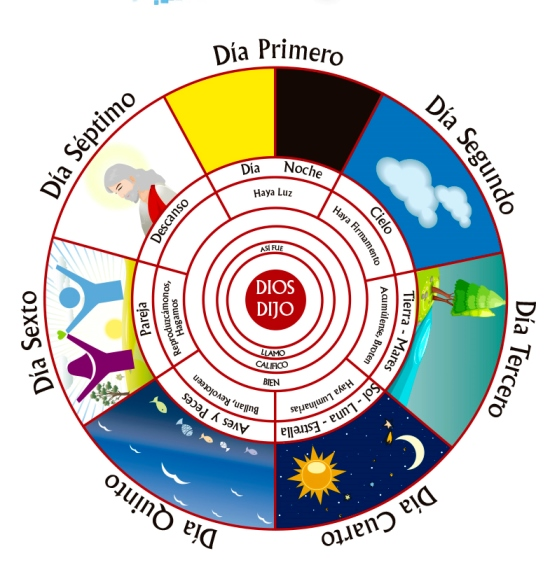 Día Primero
Día Noche
Haya Luz
Día Segundo
Cielo
Haya Firmamento
Día Tercero
Tierra - Mares
Acumúlense, Broten
Día Cuarto
Sol - Luna - Estrella
Haya Luminarias
Día Quinto
Aves y Peces
Bullan, Revoloteen
Día Sexto
Pareja
Reproduzcámonos,
Hagamos
Día Séptimo
Descanso
ASI FUE
DIOS
DIJO
LLAMO
CALIFICO
BIEN